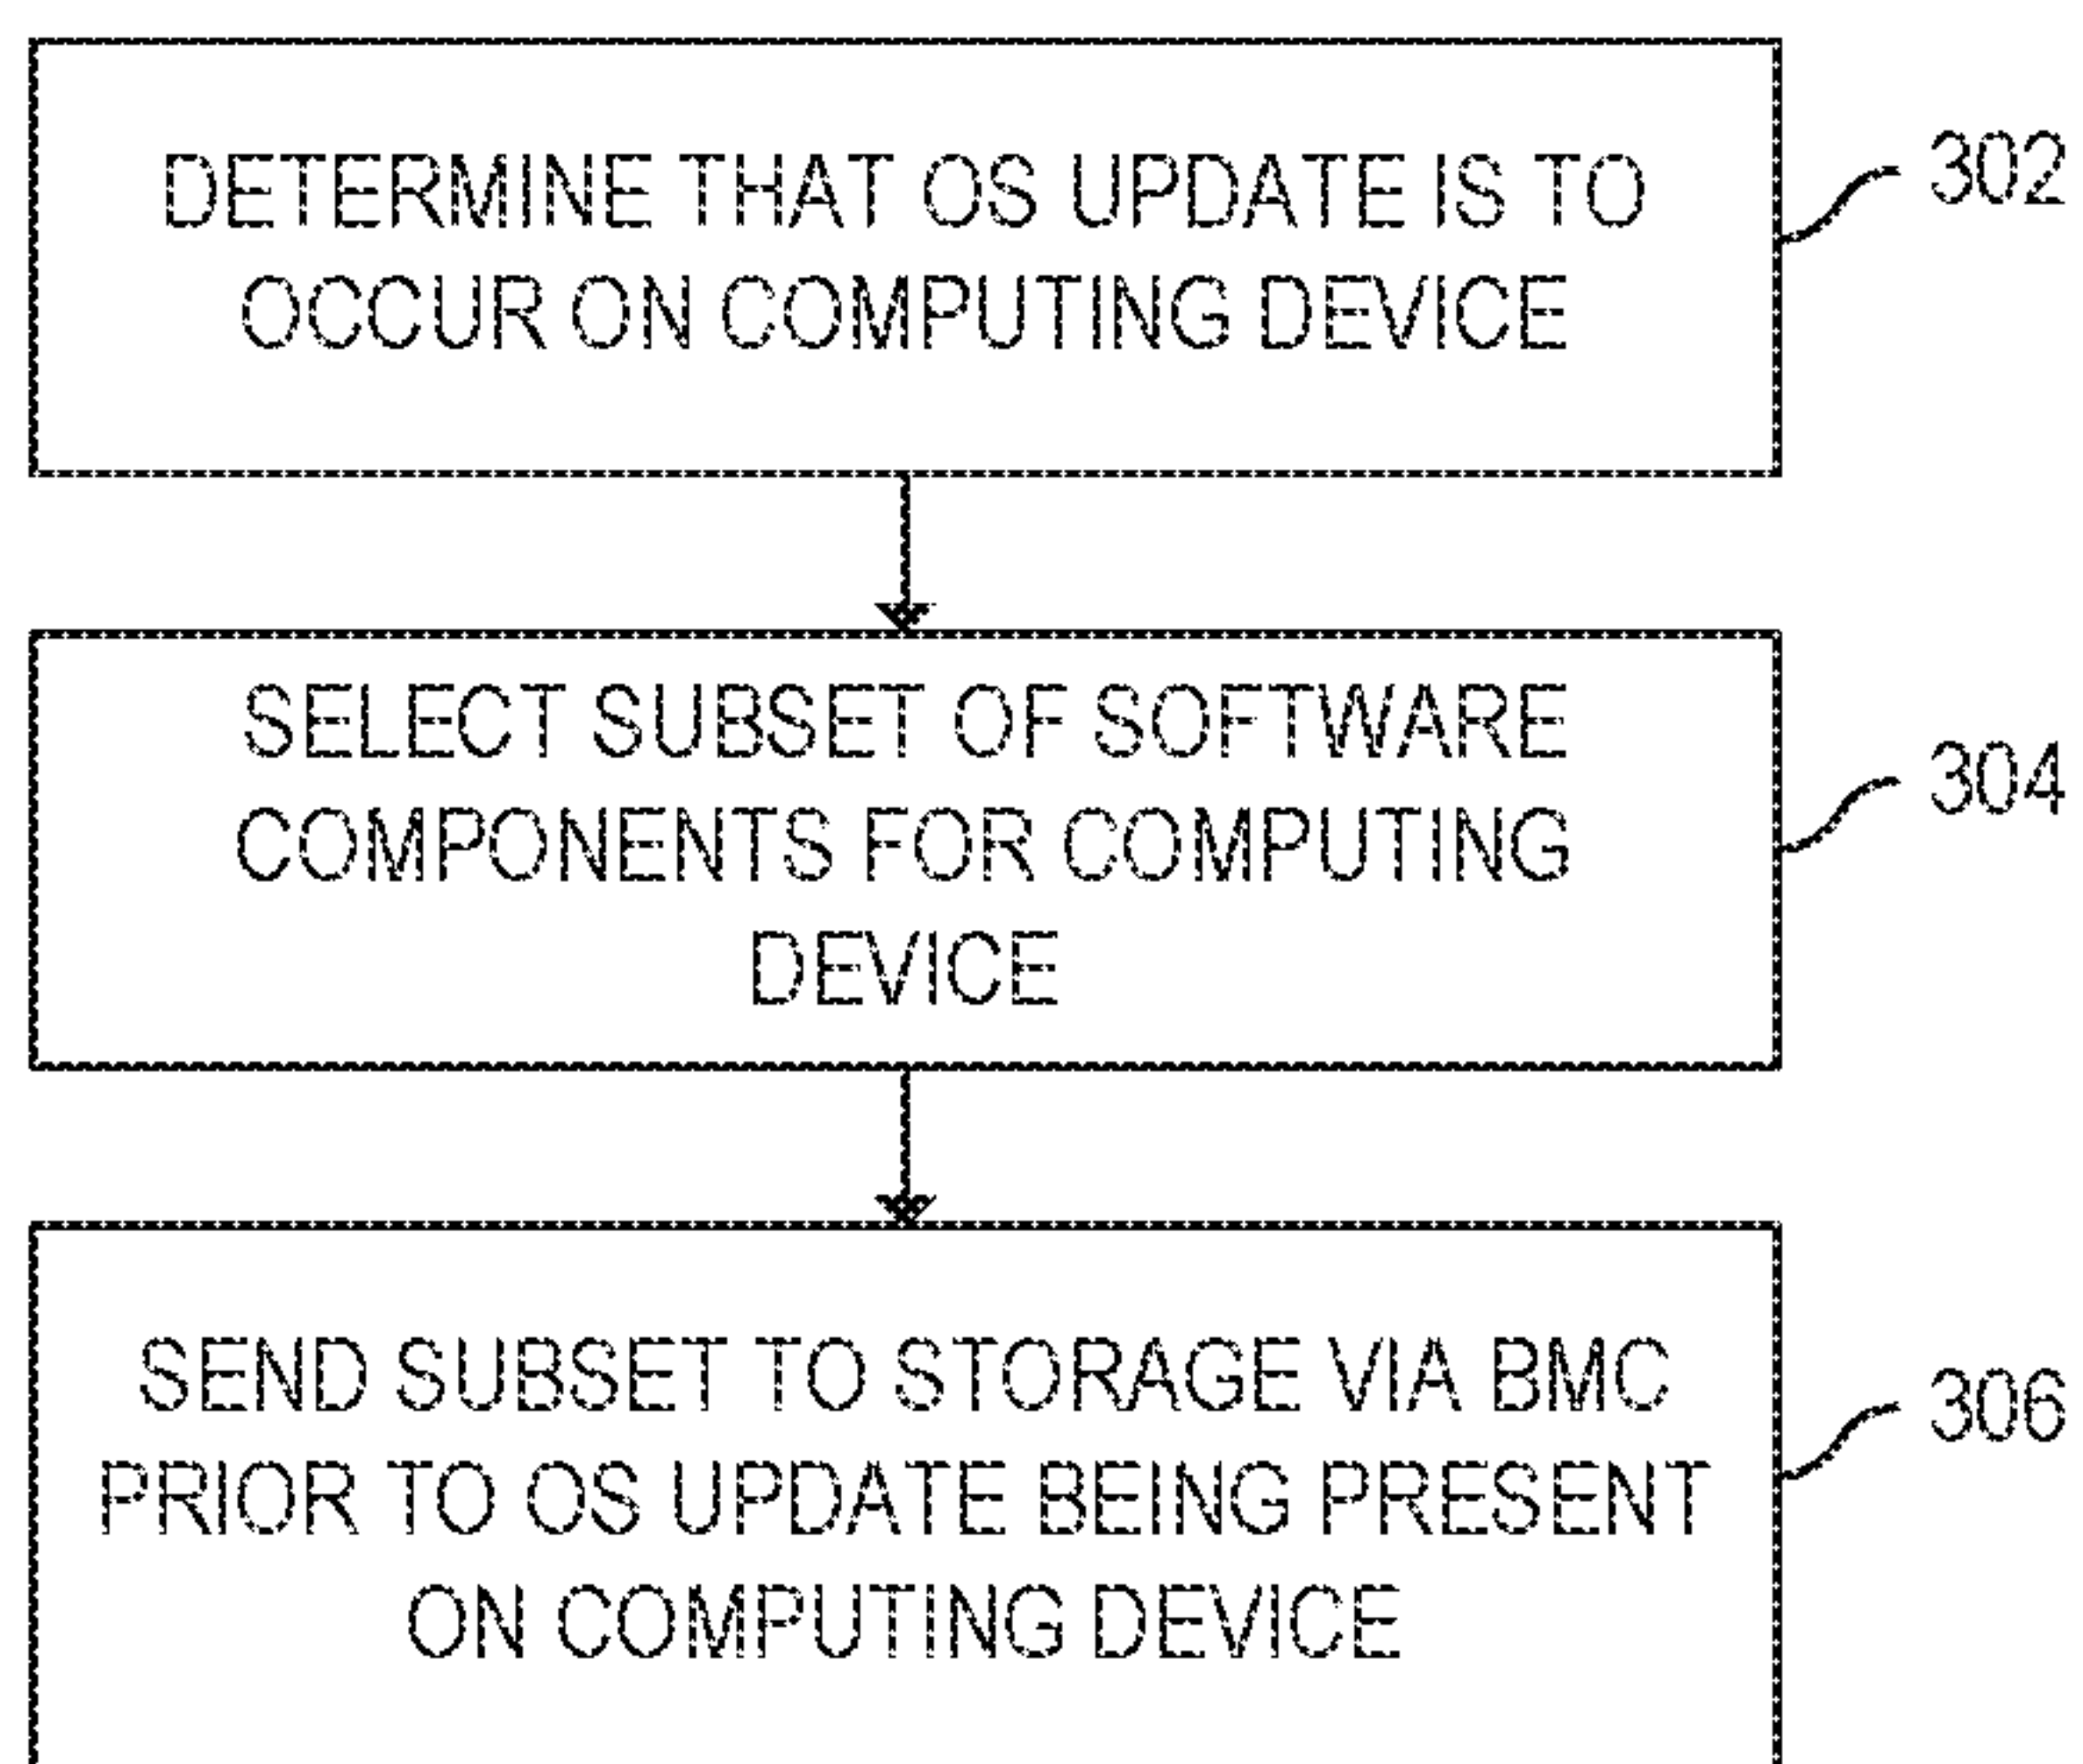 DETERMINE THAT OS UPDATE IS TO
OCCUR ON COMPUTING DEVICE
302
SELECT SUBSET OF SOFTWARE
COMPONENTS FOR COMPUTING
DEVICE
304
SEND SUBSET TO STORAGE VIA BMC
PRIOR TO OS UPDATE BEING PRESENT
ON COMPUTING DEVICE
306